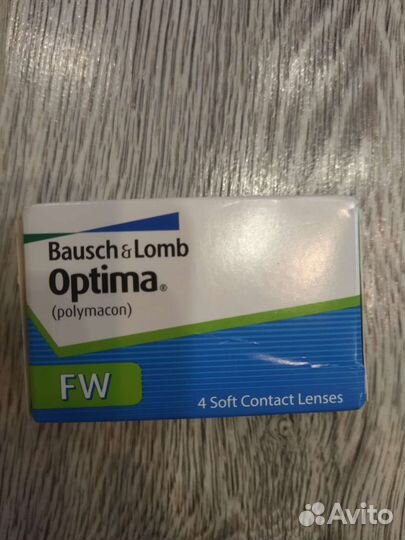 Bausch & Lomb
Optima®
(polymacon)
FW
4 Soft Contact Lenses
Avito